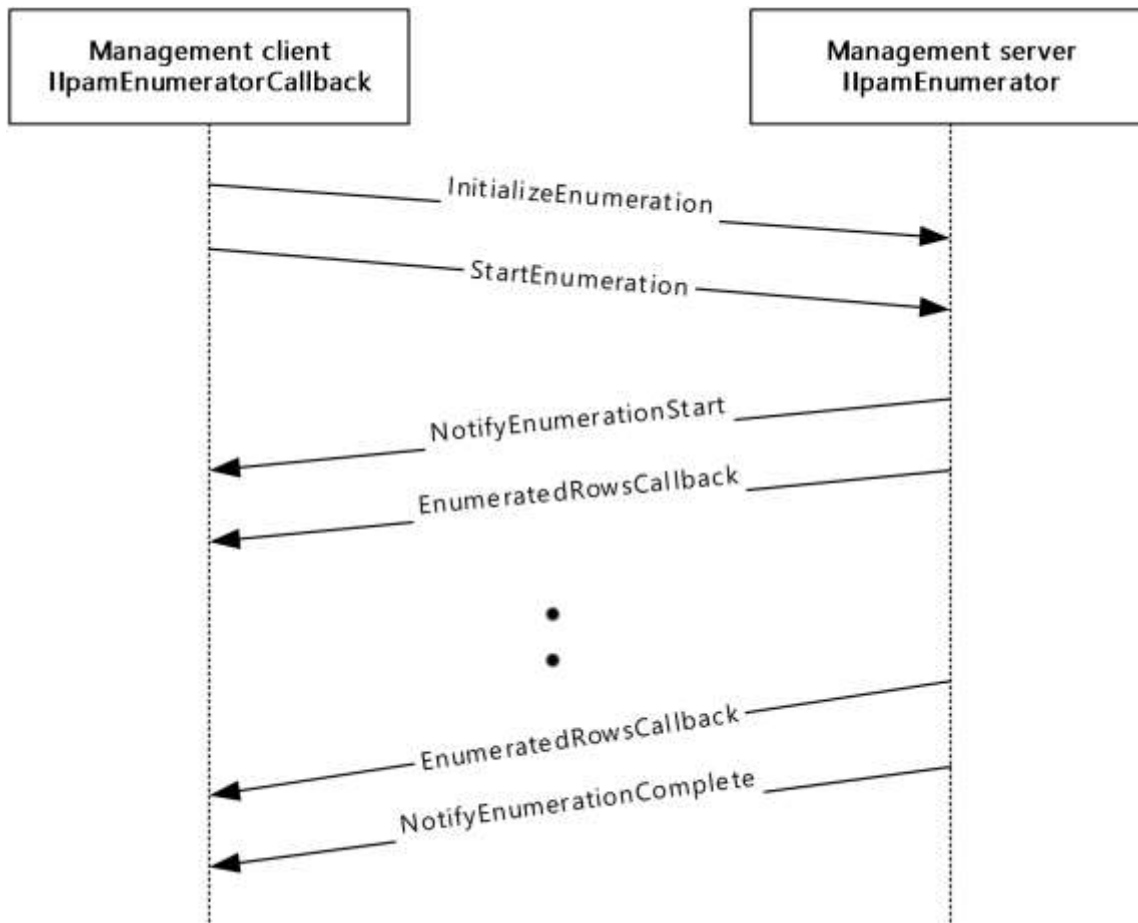 Management client
IIpamEnumeratorCallback
Management server
IIpamEnumerator
InitializeEnumeration
StartEnumeration
NotifyEnumerationStart
EnumeratedRowsCallback
EnumeratedRowsCallback
NotifyEnumerationComplete